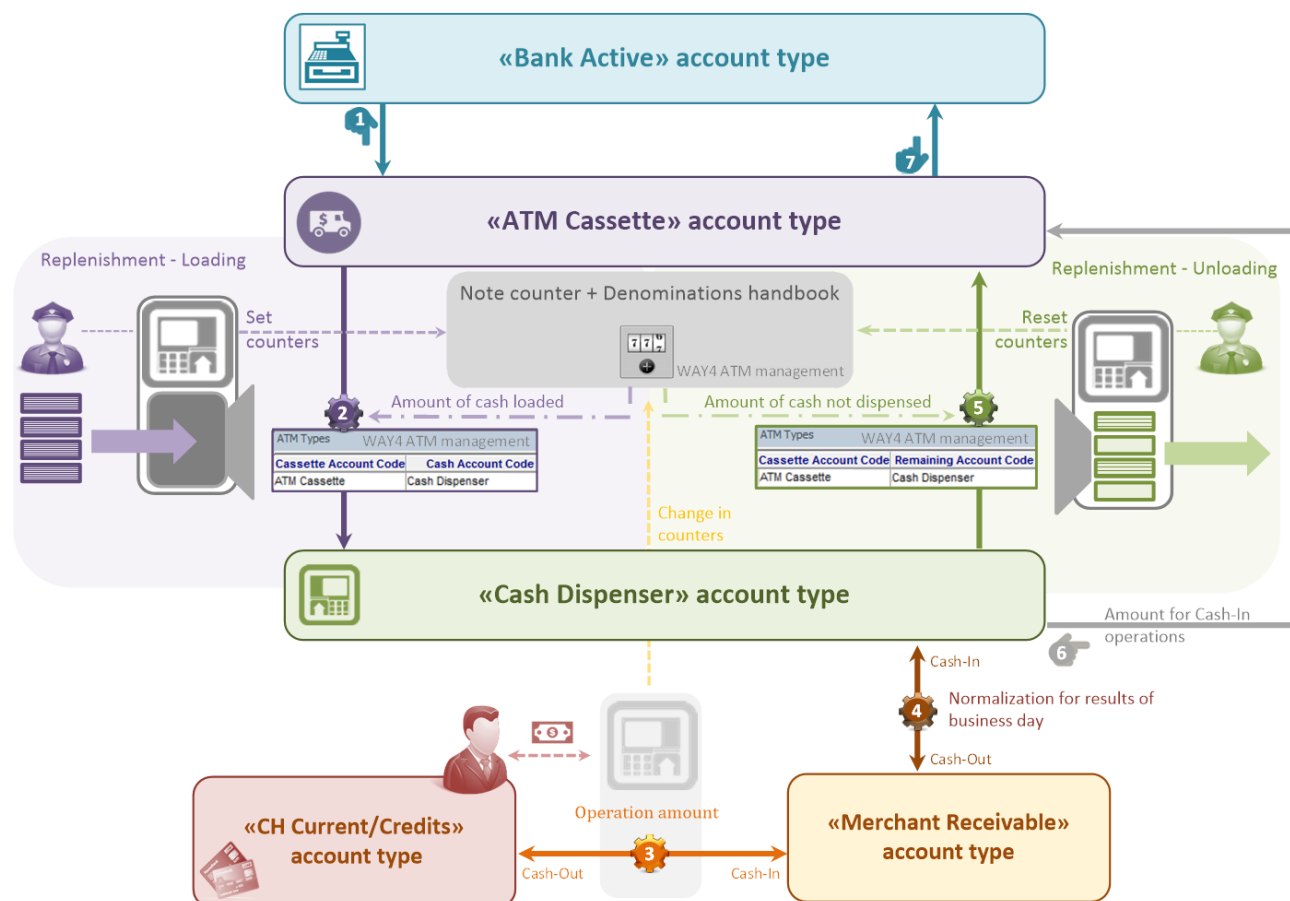 «Bank Active» account type
1
7
«ATM Cassette» account type
Replenishment - Loading
Replenishment - Unloading
Note counter + Denominations handbook
Set
counters
Reset
counters
7 7 6
7
WAY4 ATM management
2
Amount of cash loaded
Amount of cash not dispensed
5
ATM Types
WAY4 ATM management
Cassette Account Code
Cash Account Code
ATM Cassette
Cash Dispenser
ATM Types
WAY4 ATM management
Cassette Account Code
Remaining Account Code
ATM Cassette
Cash Dispenser
Change in
counters
«Cash Dispenser» account type
Amount for Cash-In
operations
6
Cash-In
4
Normalization for results of
business day
Cash-Out
«CH Current/Credits»
account type
Operation amount
3
Cash-Out
Cash-In
«Merchant Receivable»
account type